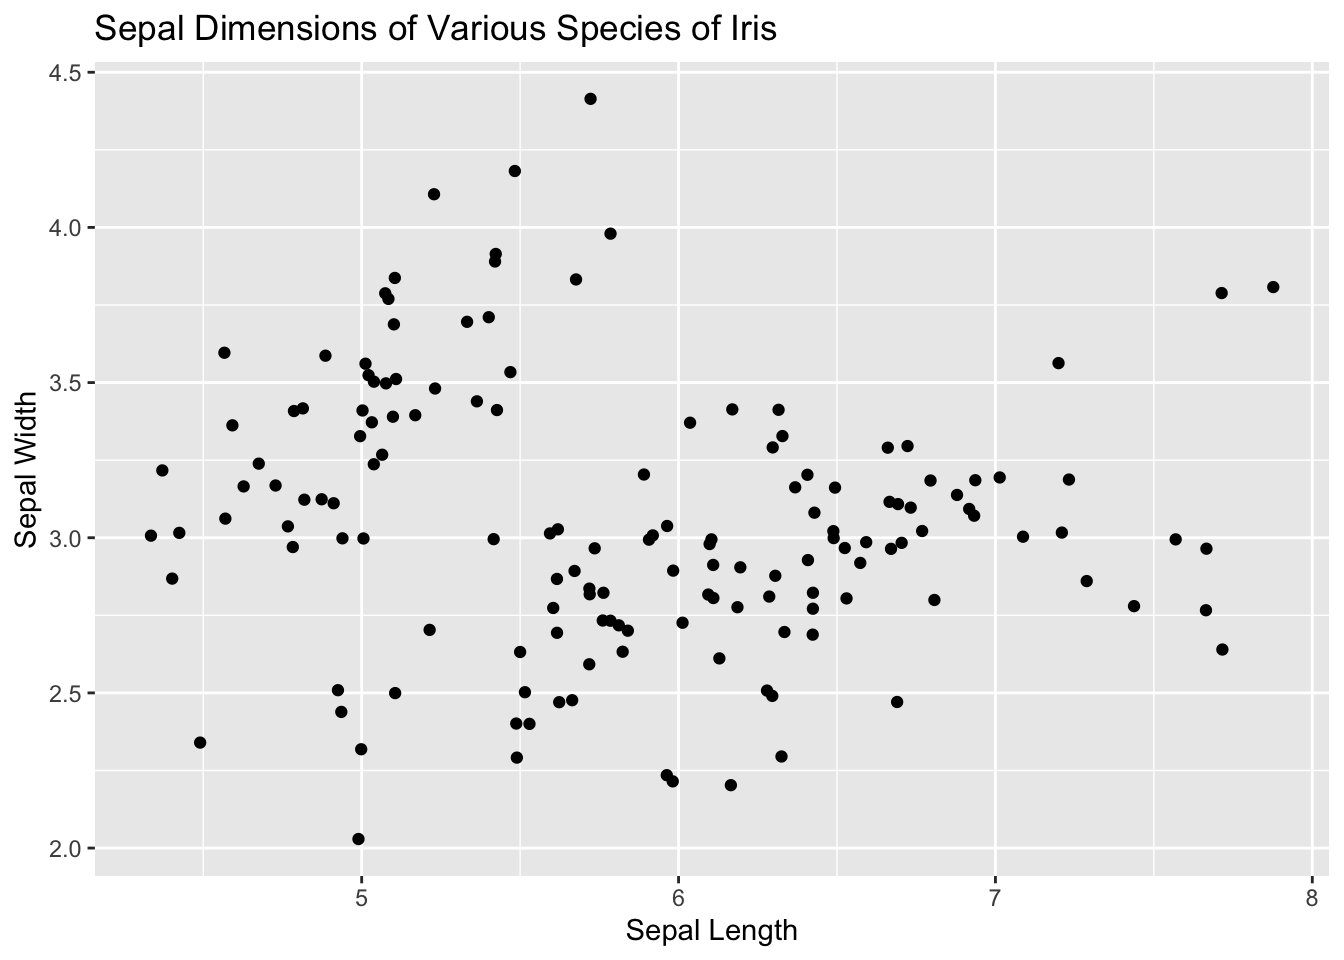 Sepal Dimensions of Various Species of Iris
4.5
4.0
3.5
3.0
2.5
2.0
Sepal Width
5 6 7 8
Sepal Length